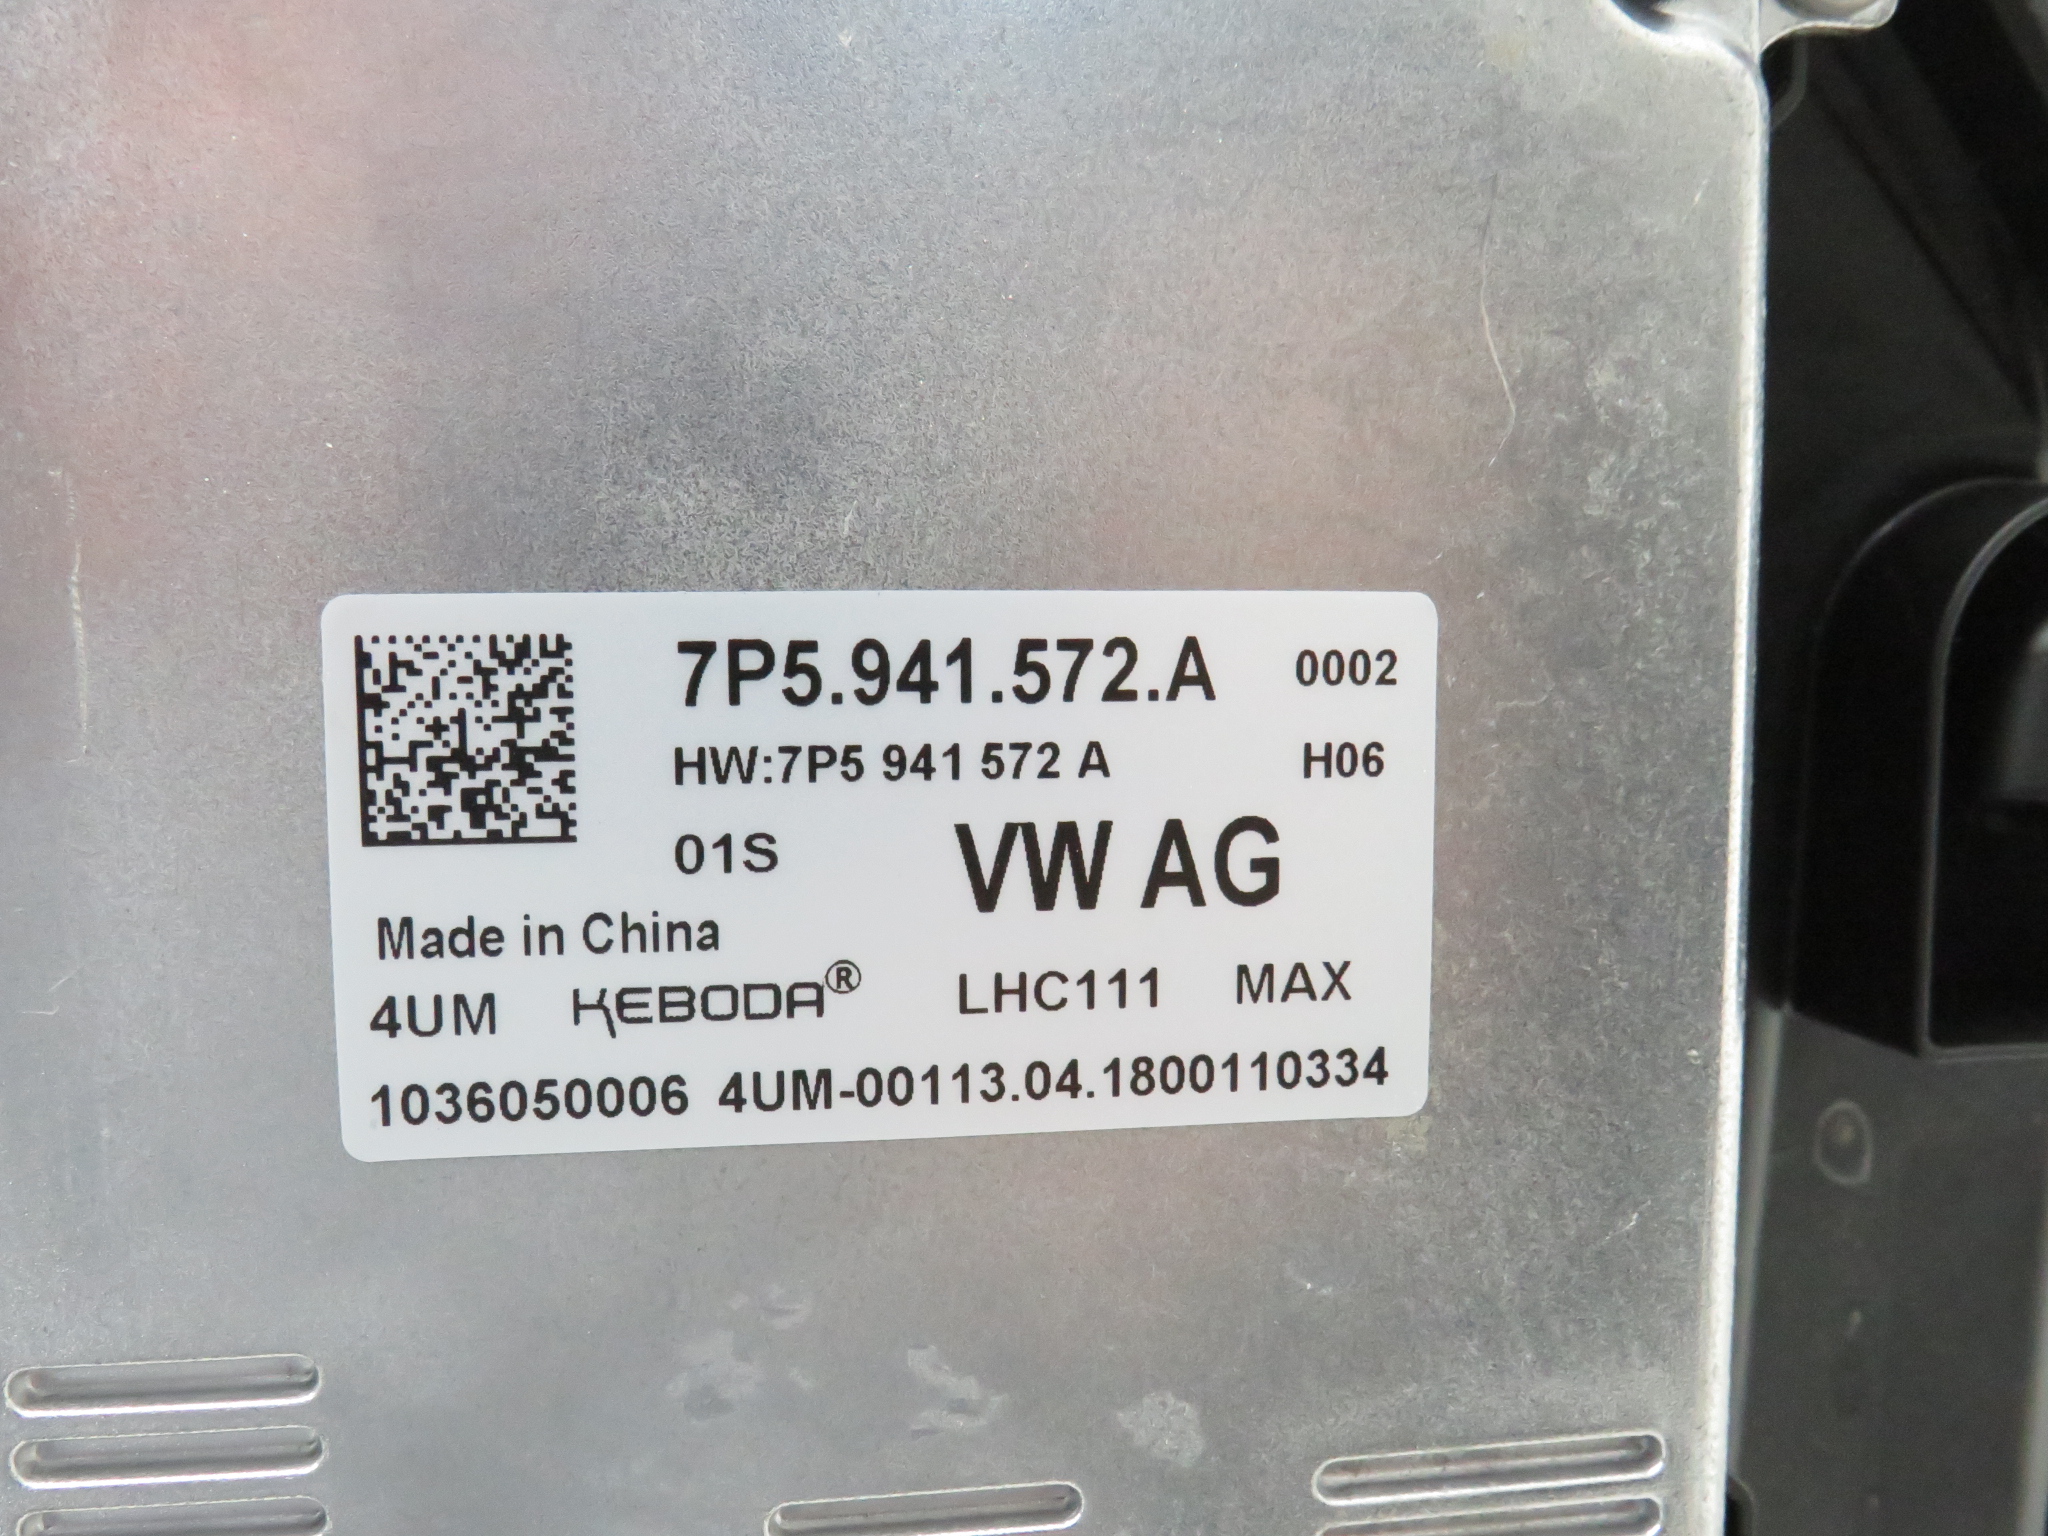 7P5.941.572.A 0002
HW:7P5 941 572 A H06
01S VW AG
Made in China
4UM KEBODA® LHC111 MAX
1036050006 4UM-00113.04.1800110334